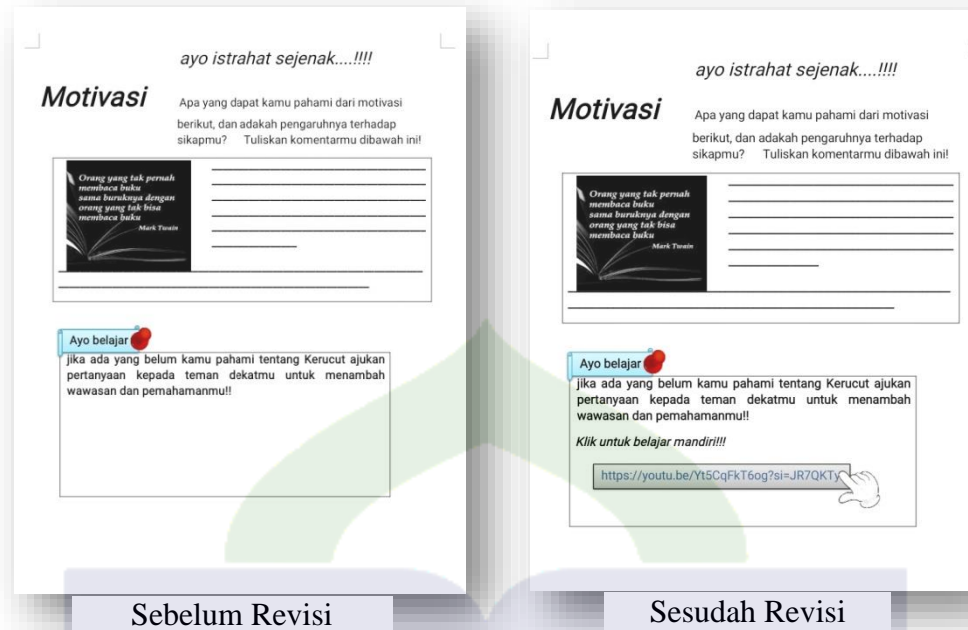 ayo istrahat sejenak....!!!!
Motivasi
Apa yang dapat kamu pahami dari motivasi
berikut, dan adakah pengaruhnya terhadap
sikapmu? Tuliskan komentarmu dibawah ini!
Orang yang tak pernah
membaca buku
sama buruknya dengan
orang yang tak bisa
membaca buku
Mark Twain
Ayo belajar
jika ada yang belum kamu pahami tentang Kerucut ajukan
pertanyaan kepada teman dekatmu untuk menambah
wawasan dan pemahamanmu!!
Sebelum Revisi
ayo istrahat sejenak....!!!!
Motivasi
Apa yang dapat kamu pahami dari motivasi
berikut, dan adakah pengaruhnya terhadap
sikapmu? Tuliskan komentarmu dibawah ini!
Orang yang tak pernah
membaca buku
sama buruknya dengan
orang yang tak bisa
membaca buku
Mark Twain
Ayo belajar
jika ada yang belum kamu pahami tentang Kerucut ajukan
pertanyaan kepada teman dekatmu untuk menambah
wawasan dan pemahamanmu!!
Klik untuk belajar mandiri!!!
https://youtu.be/Yt5CqFkT6og?si=JR7QKTy
Sesudah Revisi